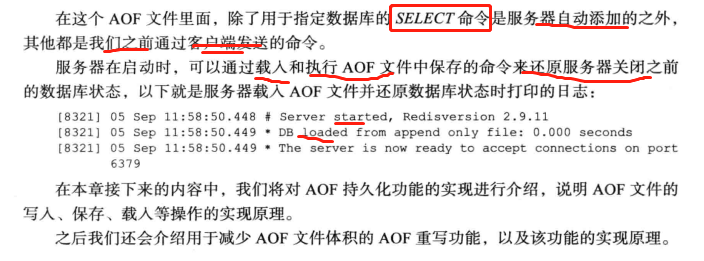 在这个 AOF 文件里面，除了用于指定数据库的 SELECT 命令是服务器自动添加的之外，
其他都是我们之前通过客户端发送的命令。
服务器在启动时，可以通过载入和执行 AOF 文件中保存的命令来还原服务器关闭之前
的数据库状态，以下就是服务器载入 AOF 文件并还原数据库状态时打印的日志：
[8321] 05 Sep 11:58:50.448 # Server started, Redisversion 2.9.11
[8321] 05 Sep 11:58:50.449 * DB loaded from append only file: 0.000 seconds
[8321] 05 Sep 11:58:50.449 * The server is now ready to accept connections on port
6379
在本章接下来的内容中，我们将对 AOF 持久化功能的实现进行介绍，说明 AOF 文件的
写入、保存、载入等操作的实现原理。
之后我们还会介绍用于减少 AOF 文件体积的 AOF 重写功能，以及该功能的实现原理。